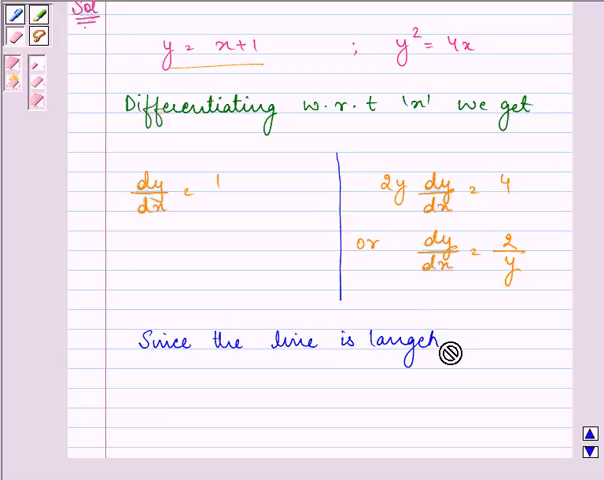 Sol
y = x+1 ; y² = 4x
Differentiating w.r.t 'x' we get
dy/dx = 1
2y dy/dx = 4
or dy/dx = 2/y
Since the line is tangen